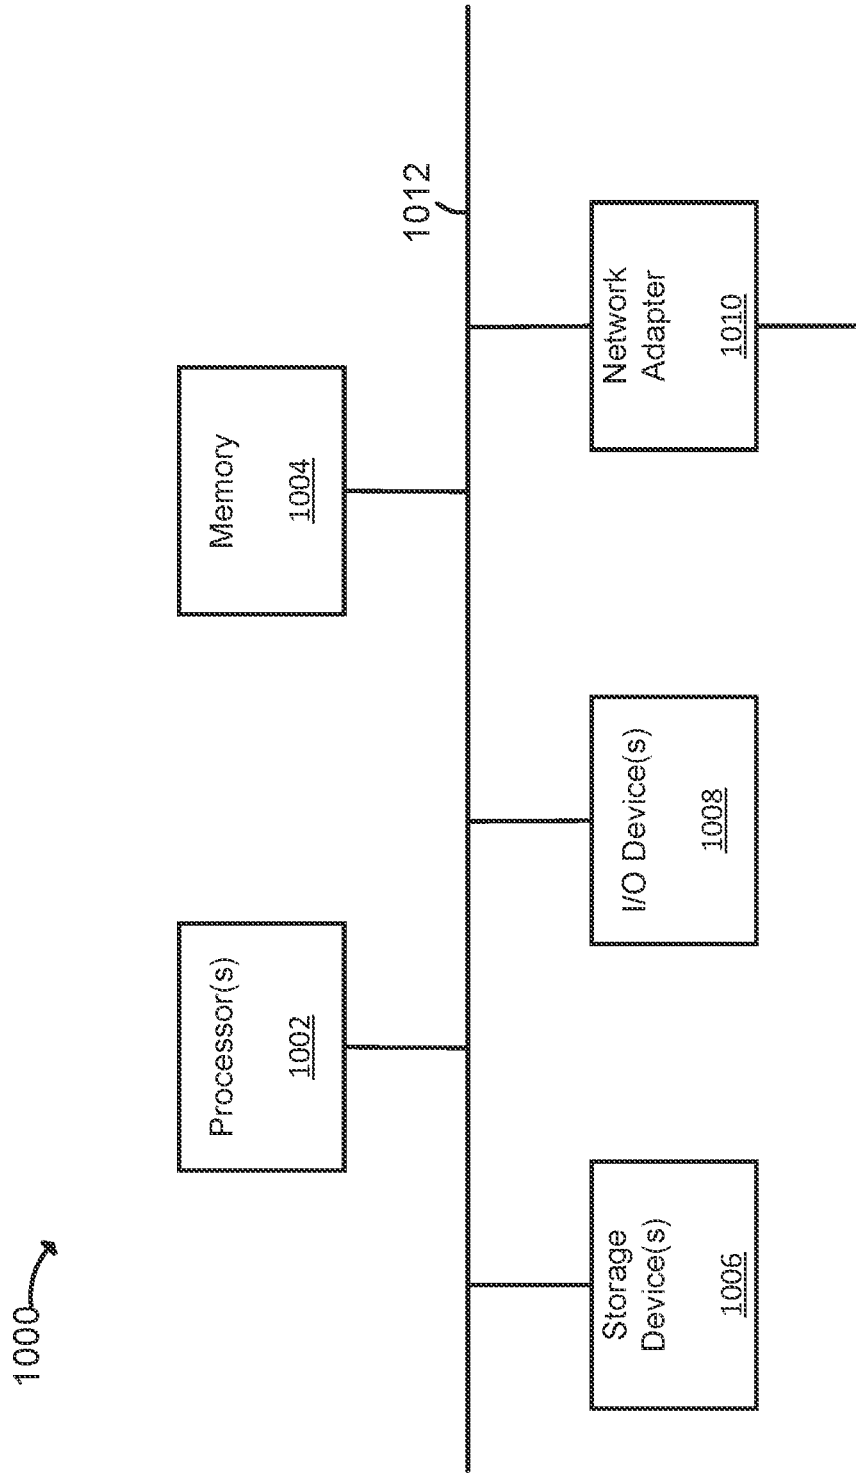 1000
Processor(s)
1002
Memory
1004
1012
Storage
Device(s)
1006
I/O Device(s)
1008
Network
Adapter
1010